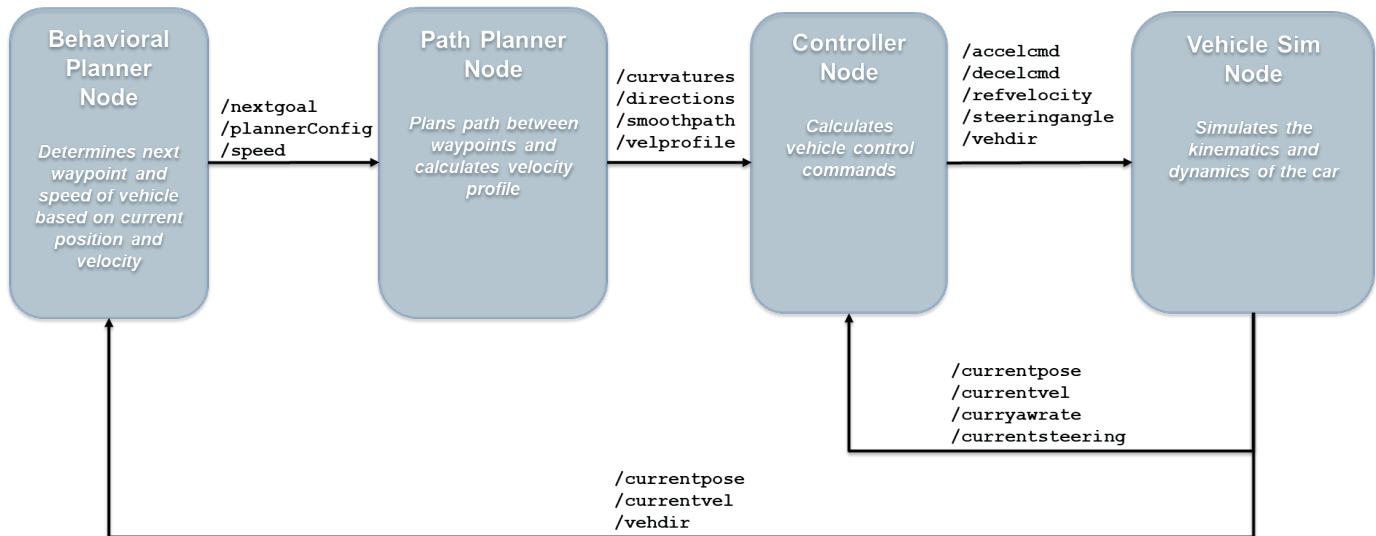 Behavioral
Planner
Node
Determines next
waypoint and
speed of vehicle
based on current
position and
velocity
/nextgoal
/plannerConfig
/speed
Path Planner
Node
Plans path between
waypoints and
calculates velocity
profile
/curvatures
/directions
/smoothpath
/velprofile
Controller
Node
Calculates
vehicle control
commands
/accelcmd
/decelcmd
/refvelocity
/steeringangle
/vehdir
Vehicle Sim
Node
Simulates the
kinematics and
dynamics of the car
/currentpose
/currentvel
/curryawrate
/currentsteering
/currentpose
/currentvel
/vehdir